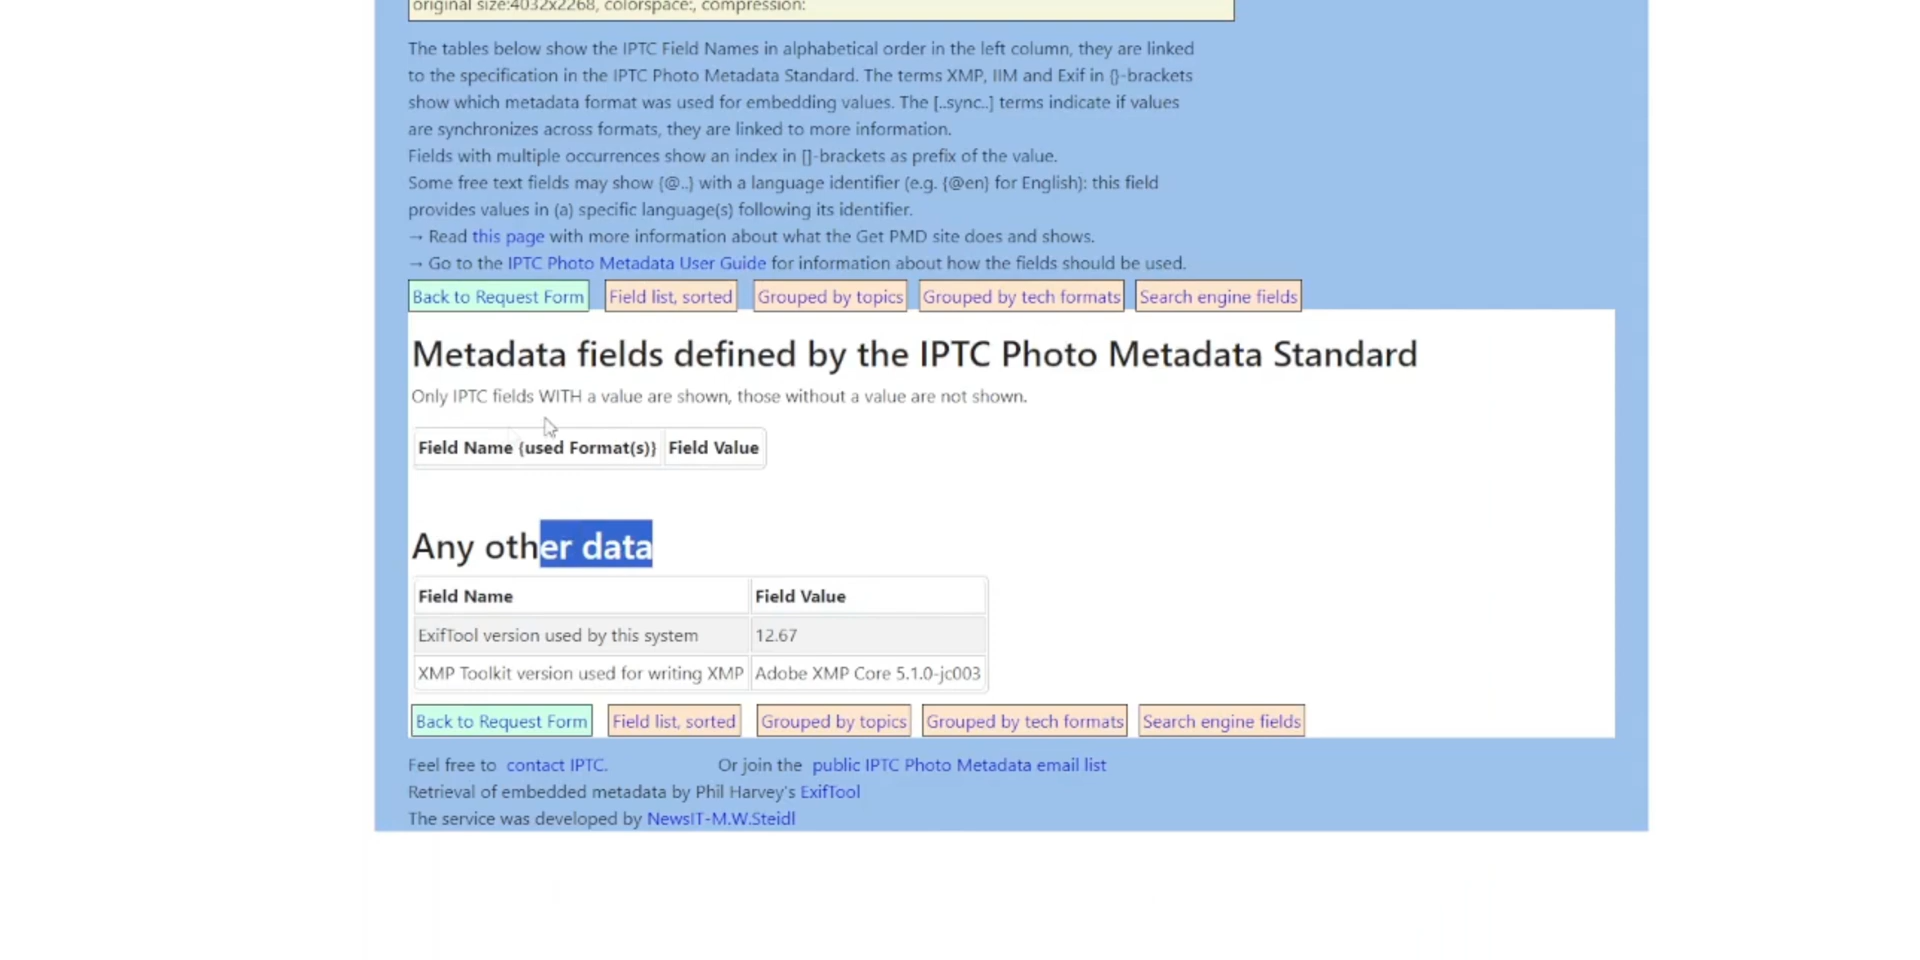 original size:4032x2268, colorspace:, compression:
The tables below show the IPTC Field Names in alphabetical order in the left column, they are linked
to the specification in the IPTC Photo Metadata Standard. The terms XMP, IIM and Exif in {}-brackets
show which metadata format was used for embedding values. The [..sync..] terms indicate if values
are synchronizes across formats, they are linked to more information.
Fields with multiple occurrences show an index in []-brackets as prefix of the value.
Some free text fields may show {@..} with a language identifier (e.g. {@en} for English): this field
provides values in (a) specific language(s) following its identifier.
→ Read this page with more information about what the Get PMD site does and shows.
→ Go to the IPTC Photo Metadata User Guide for information about how the fields should be used.
Back to Request Form Field list, sorted Grouped by topics Grouped by tech formats Search engine fields
Metadata fields defined by the IPTC Photo Metadata Standard
Only IPTC fields WITH a value are shown, those without a value are not shown.
Field Name {used Format(s)} Field Value
Any other data
Field Name Field Value
ExifTool version used by this system 12.67
XMP Toolkit version used for writing XMP Adobe XMP Core 5.1.0-jc003
Back to Request Form Field list, sorted Grouped by topics Grouped by tech formats Search engine fields
Feel free to contact IPTC. Or join the public IPTC Photo Metadata email list
Retrieval of embedded metadata by Phil Harvey's ExifTool
The service was developed by NewsIT-M.W.Steidl